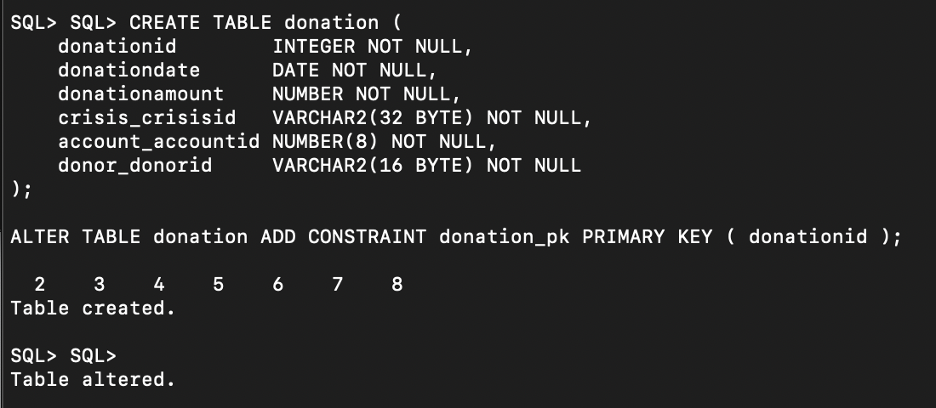 SQL> SQL> CREATE TABLE donation (
    donationid        INTEGER NOT NULL,
    donationdate      DATE NOT NULL,
    donationamount    NUMBER NOT NULL,
    crisis_crisisid   VARCHAR2(32 BYTE) NOT NULL,
    account_accountid NUMBER(8) NOT NULL,
    donor_donorid     VARCHAR2(16 BYTE) NOT NULL
);
ALTER TABLE donation ADD CONSTRAINT donation_pk PRIMARY KEY ( donationid );
  2    3    4    5    6    7    8
Table created.
SQL> SQL>
Table altered.